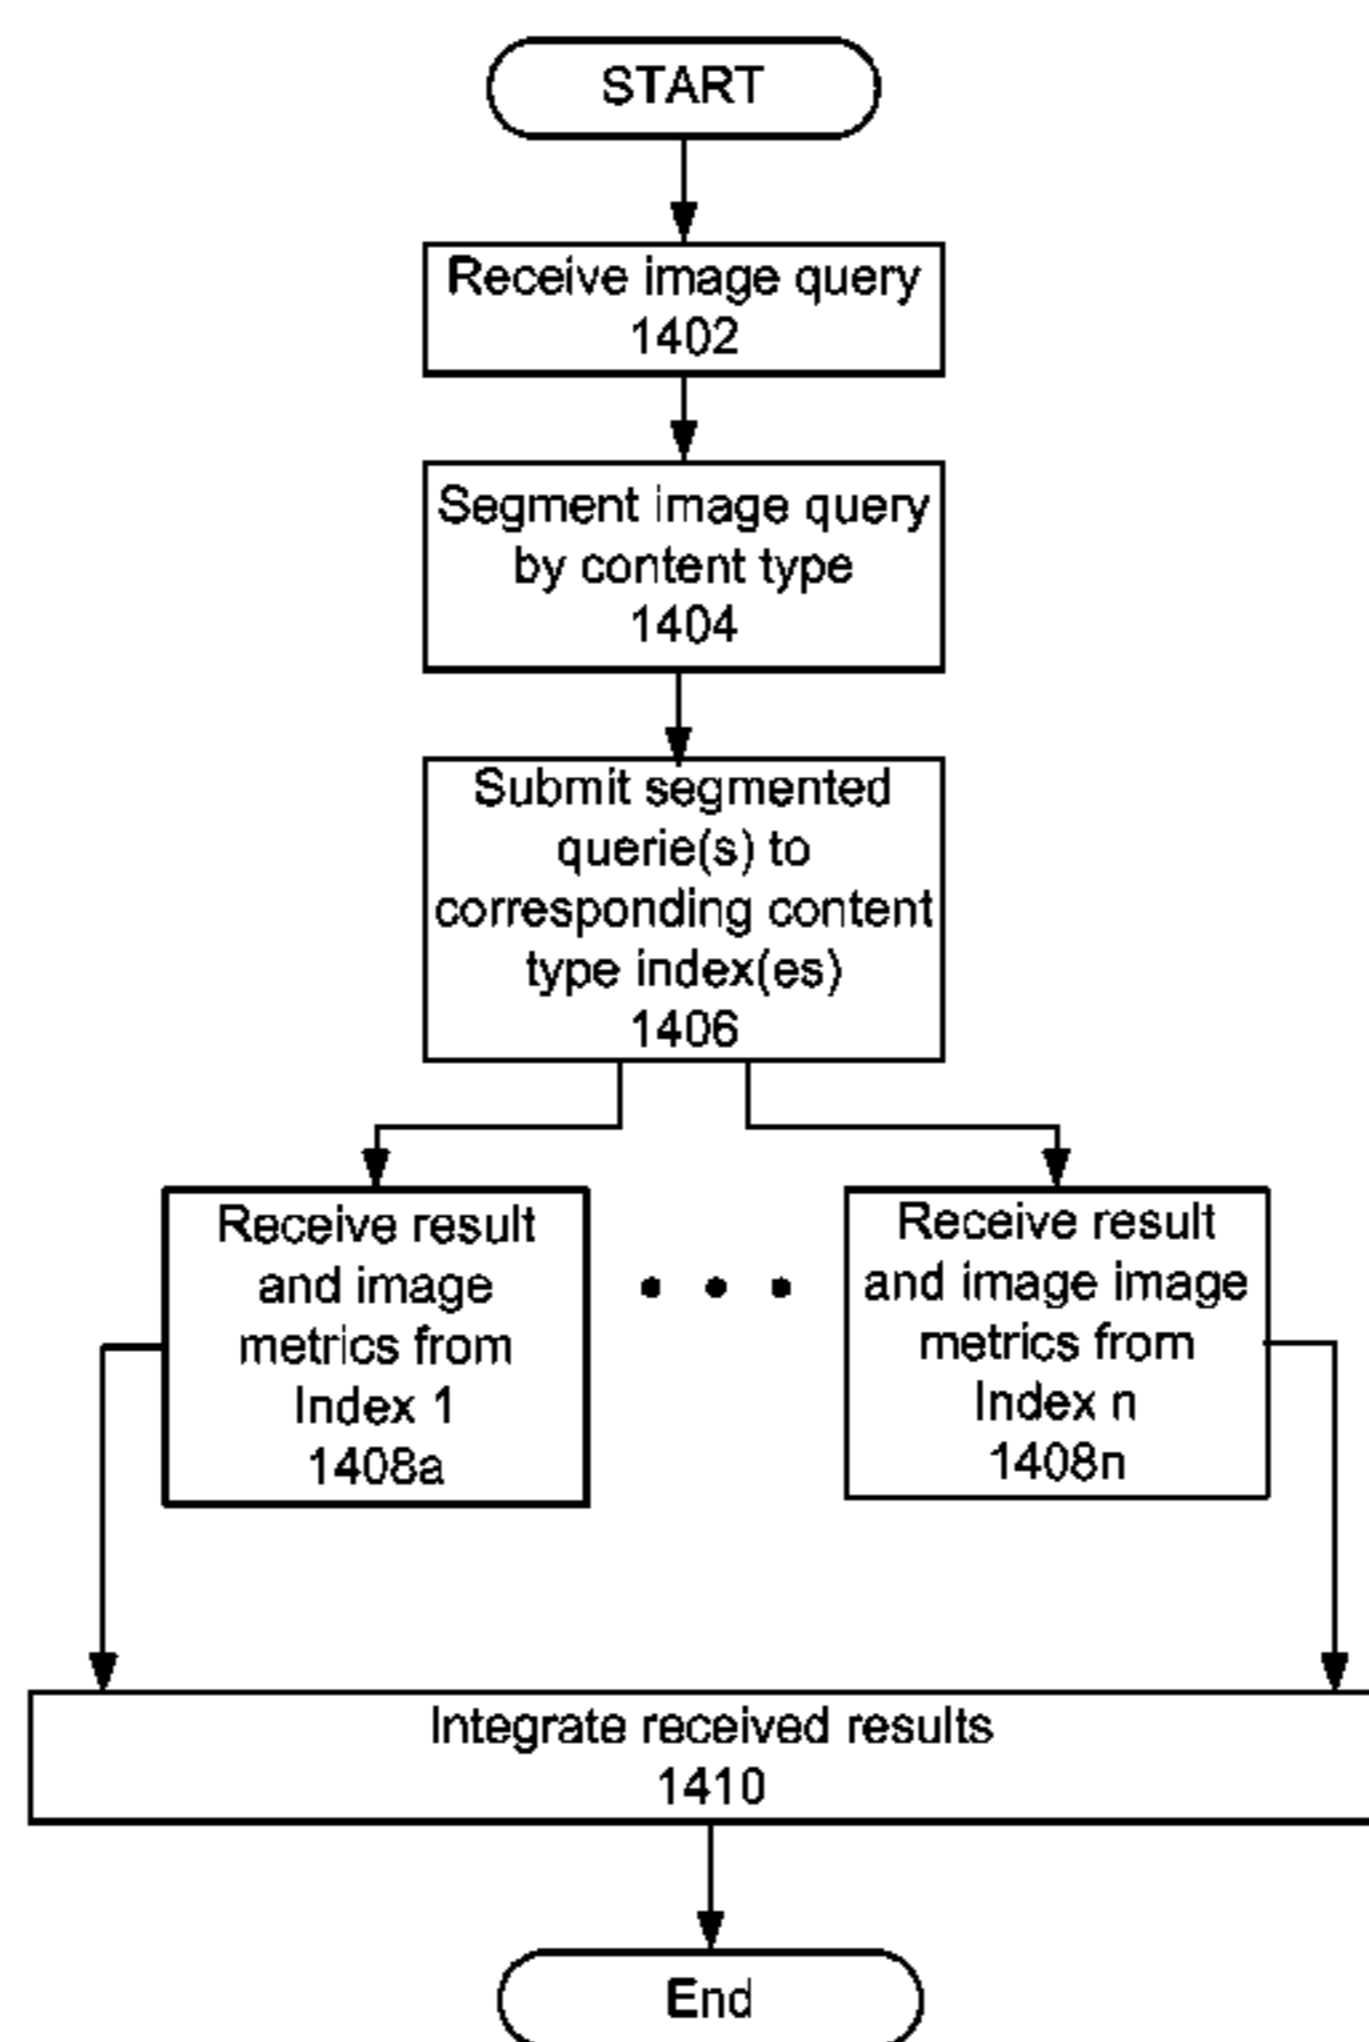 START
Receive image query
1402
Segment image query
by content type
1404
Submit segmented
querie(s) to
corresponding content
type index(es)
1406
Receive result
and image
metrics from
Index 1
1408a
Receive result
and image image
metrics from
Index n
1408n
Integrate received results
1410
End